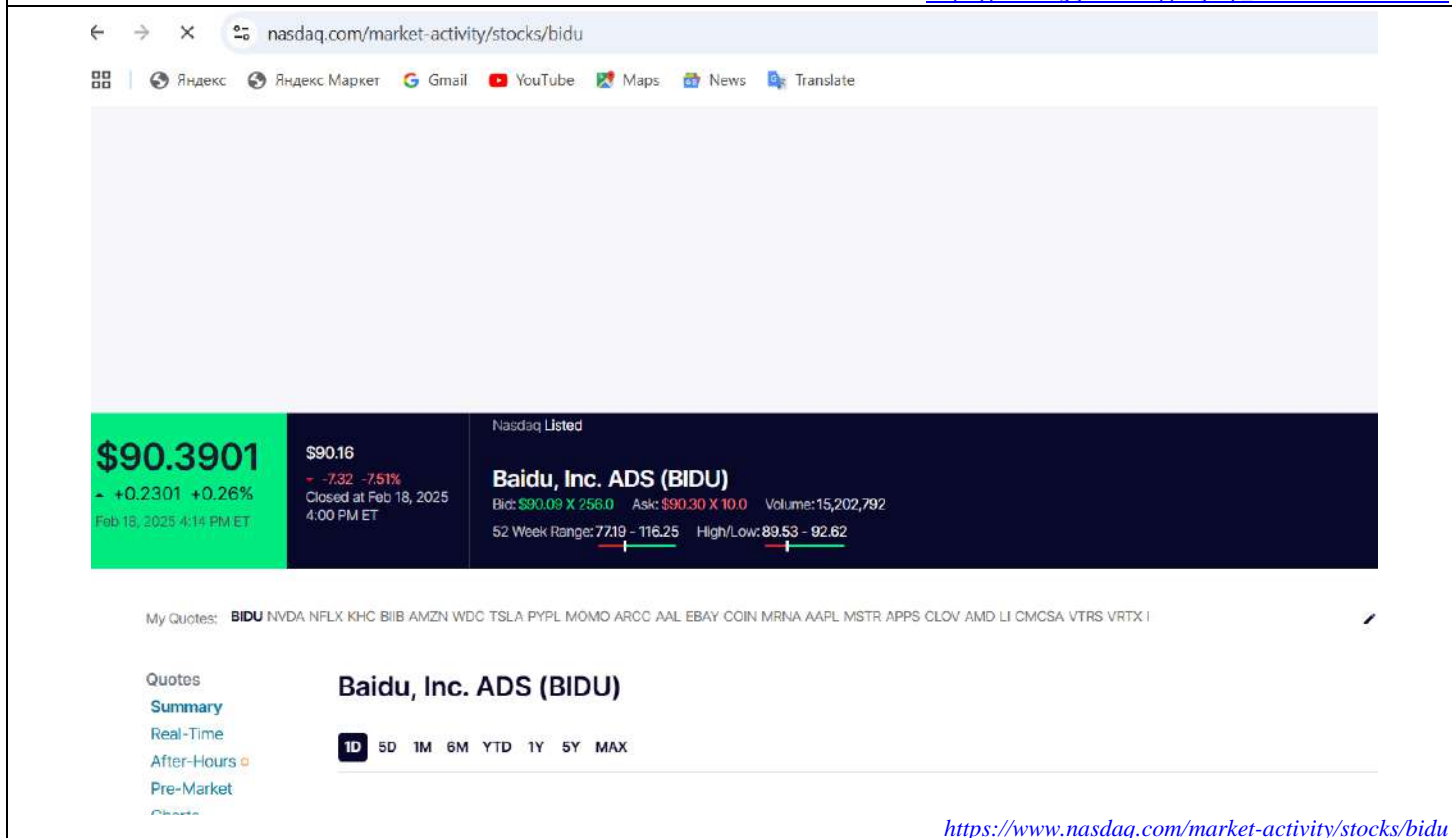 nasdaq.com/market-activity/stocks/bidu
Яндекс Яндекс Маркет Gmail YouTube Maps News Translate
Nasdaq Listed
$90.3901
+0.2301 +0.26%
Feb 18, 2025 4:14 PM ET
$90.16
-7.32 -7.51%
Closed at Feb 18, 2025
4:00 PM ET
Baidu, Inc. ADS (BIDU)
Bid: $90.09 X 256.0 Ask: $90.30 X 10.0 Volume: 15,202,792
52 Week Range: 77.19 - 116.25 High/Low: 89.53 - 92.62
My Quotes: BIDU NVDA NFLX KHC BIIB AMZN WDC TSLA PYPL MOMO ARCC AAL EBAY COIN MRNA AAPL MSTR APPS CLOV AMD LI CMCSA VTRS VRTX
Quotes
Summary
Real-Time
After-Hours
Pre-Market
Charts
Baidu, Inc. ADS (BIDU)
1D 5D 1M 6M YTD 1Y 5Y MAX
https://www.nasdaq.com/market-activity/stocks/bidu